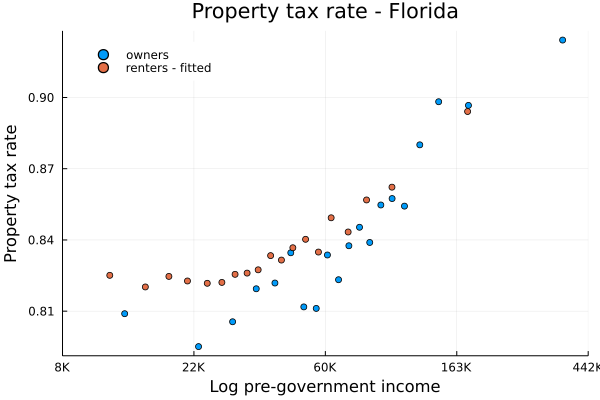 Property tax rate - Florida
owners
renters - fitted
Property tax rate
0.90
0.87
0.84
0.81
8K
22K
60K
163K
442K
Log pre-government income